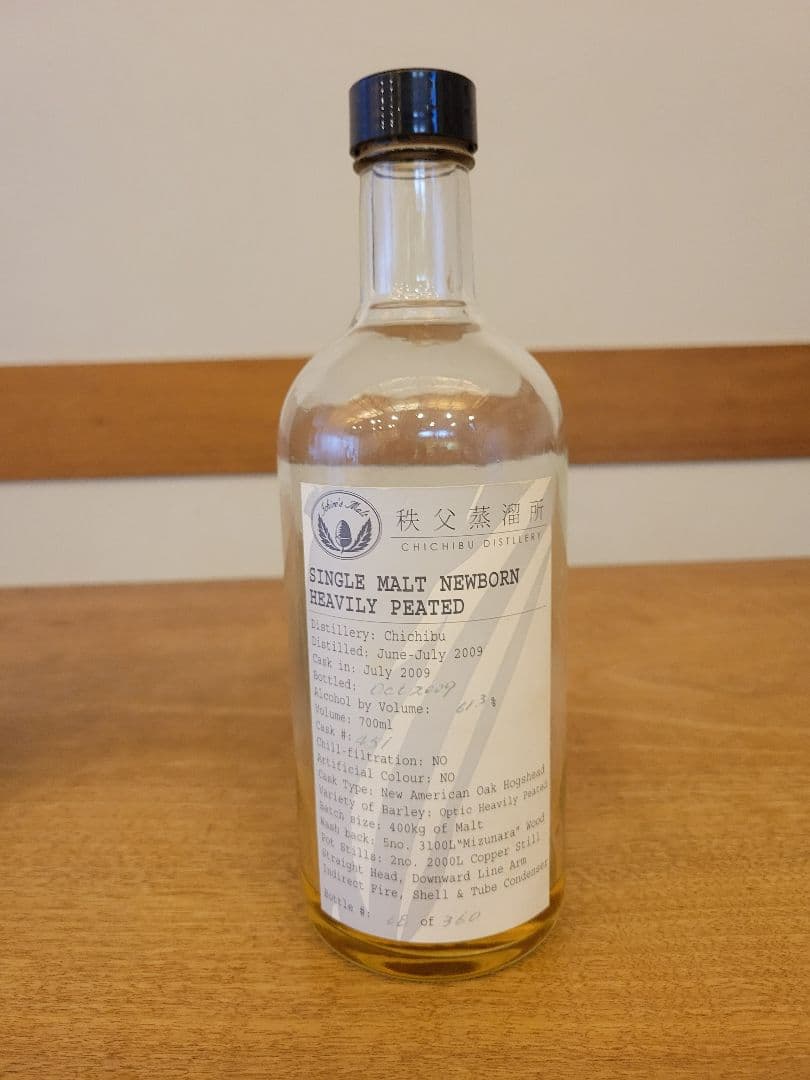 Ichiro's Malt
秩父蒸溜所
CHICHIBU DISTLLERY
SINGLE MALT NEWBORN
HEAVILY PEATED
Distillery: Chichibu
Distilled: June-July 2009
Cask in: July 2009
Bottled: Oct 2009
Alcohol by Volume: 61.3%
Volume: 700ml
Cask #: 451
Chill-filtration: NO
Artificial Colour: NO
Cask Type: New American Oak Hogshead
Variety of Barley: Optic Heavily Peated
Batch size: 400kg of Malt
Wash back: 5no. 3100L"Mizunara" Wood
Pot Stills: 2no. 2000L Copper Still
Straight Head, Downward Line Arm
Indirect Fire, Shell & Tube Condenser
Bottle #: of 360